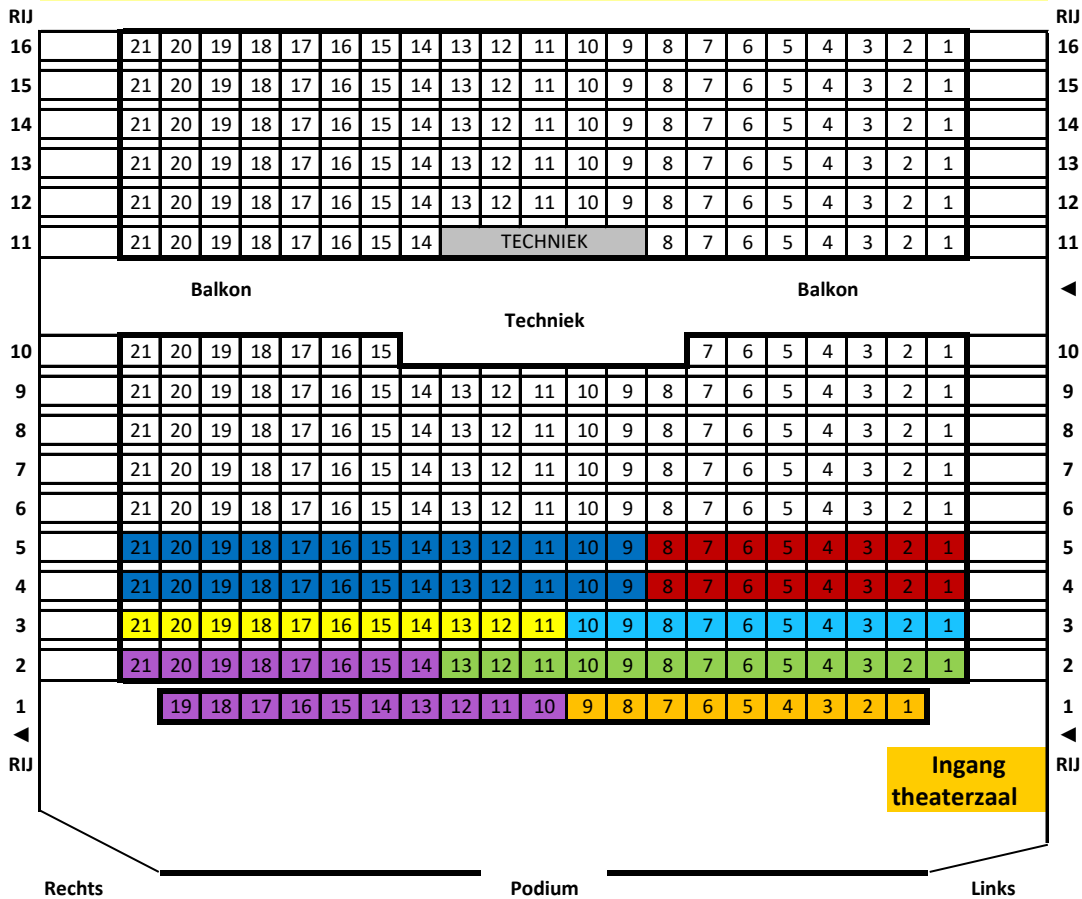 RIJ RIJ
16 21 20 19 18 17 16 15 14 13 12 11 10 9 8 7 6 5 4 3 2 1 16
15 21 20 19 18 17 16 15 14 13 12 11 10 9 8 7 6 5 4 3 2 1 15
14 21 20 19 18 17 16 15 14 13 12 11 10 9 8 7 6 5 4 3 2 1 14
13 21 20 19 18 17 16 15 14 13 12 11 10 9 8 7 6 5 4 3 2 1 13
12 21 20 19 18 17 16 15 14 13 12 11 10 9 8 7 6 5 4 3 2 1 12
11 21 20 19 18 17 16 15 14 TECHNIEK 8 7 6 5 4 3 2 1 11
Balkon Balkon ◄
Techniek
10 21 20 19 18 17 16 15 7 6 5 4 3 2 1 10
9 21 20 19 18 17 16 15 14 13 12 11 10 9 8 7 6 5 4 3 2 1 9
8 21 20 19 18 17 16 15 14 13 12 11 10 9 8 7 6 5 4 3 2 1 8
7 21 20 19 18 17 16 15 14 13 12 11 10 9 8 7 6 5 4 3 2 1 7
6 21 20 19 18 17 16 15 14 13 12 11 10 9 8 7 6 5 4 3 2 1 6
5 21 20 19 18 17 16 15 14 13 12 11 10 9 8 7 6 5 4 3 2 1 5
4 21 20 19 18 17 16 15 14 13 12 11 10 9 8 7 6 5 4 3 2 1 4
3 21 20 19 18 17 16 15 14 13 12 11 10 9 8 7 6 5 4 3 2 1 3
2 21 20 19 18 17 16 15 14 13 12 11 10 9 8 7 6 5 4 3 2 1 2
1 19 18 17 16 15 14 13 12 11 10 9 8 7 6 5 4 3 2 1 1
◄ ◄
RIJ Ingang RIJ
theaterzaal
Rechts Podium Links